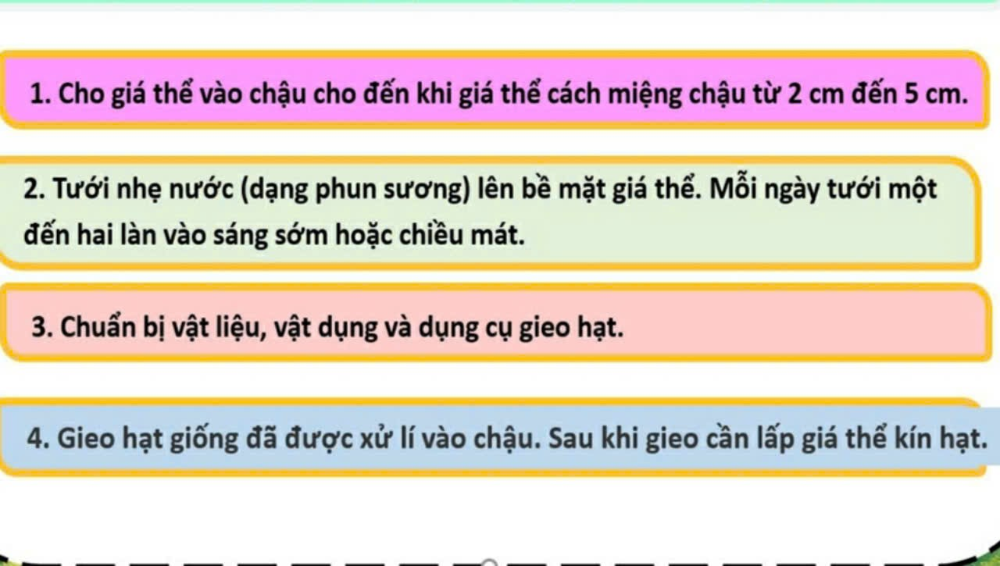 1. Cho giá thể vào chậu cho đến khi giá thể cách miệng chậu từ 2 cm đến 5 cm.
2. Tưới nhẹ nước (dạng phun sương) lên bề mặt giá thể. Mỗi ngày tưới một
đến hai làn vào sáng sớm hoặc chiều mát.
3. Chuẩn bị vật liệu, vật dụng và dụng cụ gieo hạt.
4. Gieo hạt giống đã được xử lí vào chậu. Sau khi gieo cần lấp giá thể kín hạt.